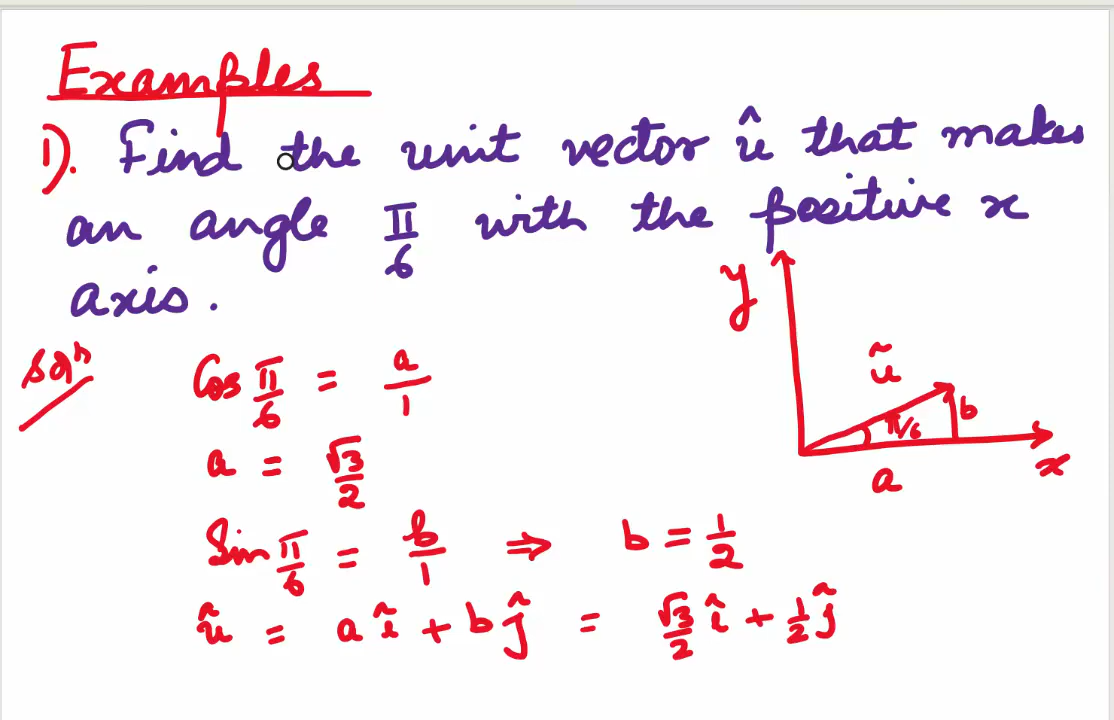 Examples
1). Find the unit vector û that makes
an angle π/6 with the positive x
axis.
Solⁿ
Cos π/6 = a/1
a = √3/2
Sin π/6 = b/1 ⇒ b = 1/2
û = a î + b ĵ = √3/2 î + 1/2 ĵ
y
ũ
b
π/6
a
x